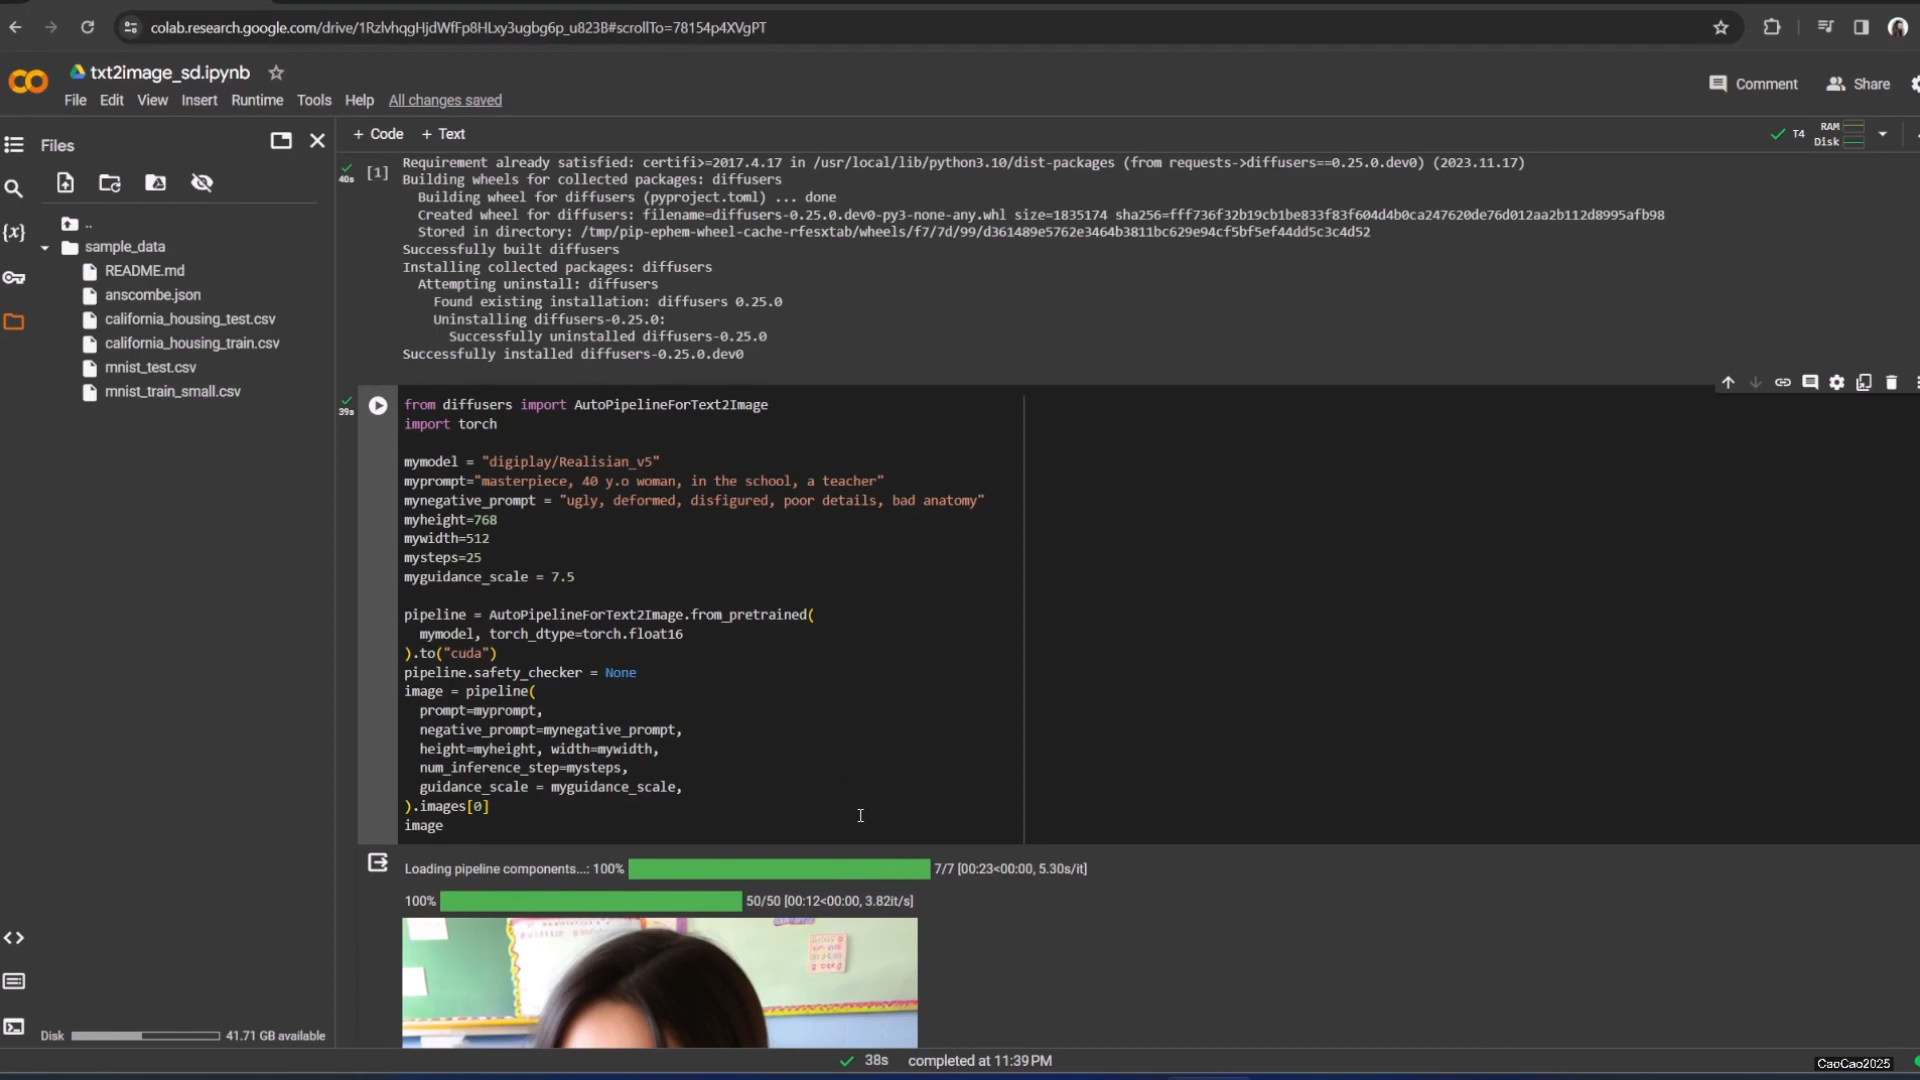 colab.research.google.com/drive/1RzlvhqgHjdWfFp8HLxy3ugbg6p_u823B#scrollTo=78154p4XVgPT
txt2image_sd.ipynb
Comment
Share
File Edit View Insert Runtime Tools Help All changes saved
Files
+ Code + Text
T4
RAM
Disk
..
sample_data
README.md
anscombe.json
california_housing_test.csv
california_housing_train.csv
mnist_test.csv
mnist_train_small.csv
{x}
40s
[1]
Requirement already satisfied: certifi>=2017.4.17 in /usr/local/lib/python3.10/dist-packages (from requests->diffusers==0.25.0.dev0) (2023.11.17)
Building wheels for collected packages: diffusers
Building wheel for diffusers (pyproject.toml) ... done
Created wheel for diffusers: filename=diffusers-0.25.0.dev0-py3-none-any.whl size=1835174 sha256=fff736f32b19cb1be833f83f604d4b0ca247620de76d012aa2b112d8995afb98
Stored in directory: /tmp/pip-ephem-wheel-cache-rfesxtab/wheels/f7/7d/99/d361489e5762e3464b3811bc629e94cf5bf5ef44dd5c3c4d52
Successfully built diffusers
Installing collected packages: diffusers
Attempting uninstall: diffusers
Found existing installation: diffusers 0.25.0
Uninstalling diffusers-0.25.0:
Successfully uninstalled diffusers-0.25.0
Successfully installed diffusers-0.25.0.dev0
39s
from diffusers import AutoPipelineForText2Image
import torch
mymodel = "digiplay/Realisian_v5"
myprompt="masterpiece, 40 y.o woman, in the school, a teacher"
mynegative_prompt = "ugly, deformed, disfigured, poor details, bad anatomy"
myheight=768
mywidth=512
mysteps=25
myguidance_scale = 7.5
pipeline = AutoPipelineForText2Image.from_pretrained(
mymodel, torch_dtype=torch.float16
).to("cuda")
pipeline.safety_checker = None
image = pipeline(
prompt=myprompt,
negative_prompt=mynegative_prompt,
height=myheight, width=mywidth,
num_inference_step=mysteps,
guidance_scale = myguidance_scale,
).images[0]
image
Loading pipeline components...: 100% 7/7 [00:23<00:00, 5.30s/it]
100% 50/50 [00:12<00:00, 3.82it/s]
Disk 41.71 GB available
38s completed at 11:39 PM
CaoCao2025